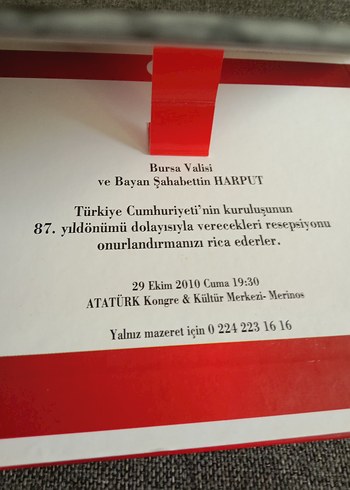 Bursa Valisi
ve Bayan Şahabettin HARPUT
Türkiye Cumhuriyeti'nin kuruluşunun
87. yıldönümü dolayısıyla verecekleri resepsiyonu
onurlandırmanızı rica ederler.
29 Ekim 2010 Cuma 19:30
ATATÜRK Kongre & Kültür Merkezi- Merinos
Yalnız mazeret için 0 224 223 16 16